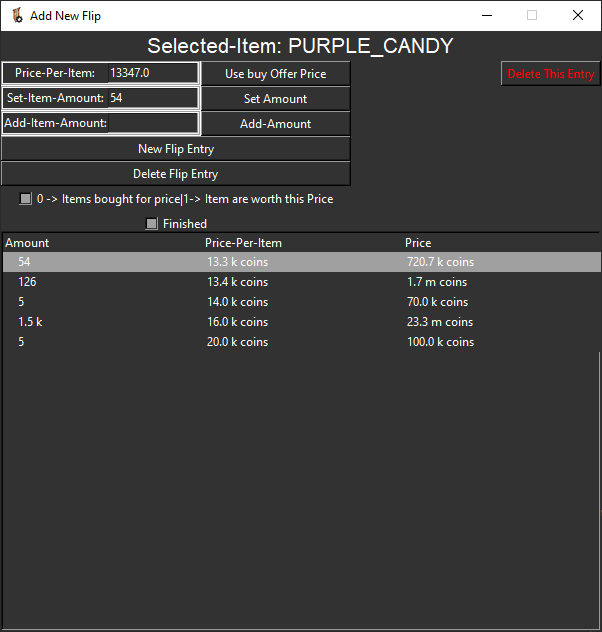 Add New Flip
Selected-Item: PURPLE_CANDY
Price-Per-Item: 13347.0 Use buy Offer Price Delete This Entry
Set-Item-Amount: 54 Set Amount
Add-Item-Amount: Add-Amount
New Flip Entry
Delete Flip Entry
0 -> Items bought for price|1-> Item are worth this Price
Finished
Amount Price-Per-Item Price
54 13.3 k coins 720.7 k coins
126 13.4 k coins 1.7 m coins
5 14.0 k coins 70.0 k coins
1.5 k 16.0 k coins 23.3 m coins
5 20.0 k coins 100.0 k coins